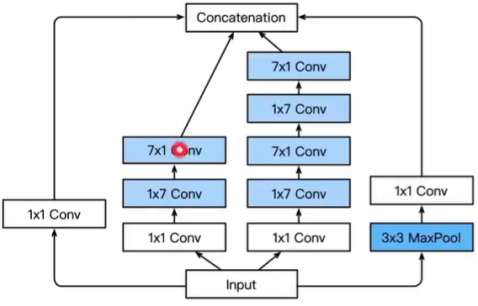 Concatenation
7x1 Conv
1x7 Conv
7x1 nv
7x1 Conv
1x7 Conv
1x7 Conv
1x1 Conv
1x1 Conv
1x1 Conv
1x1 Conv
3x3 MaxPool
Input